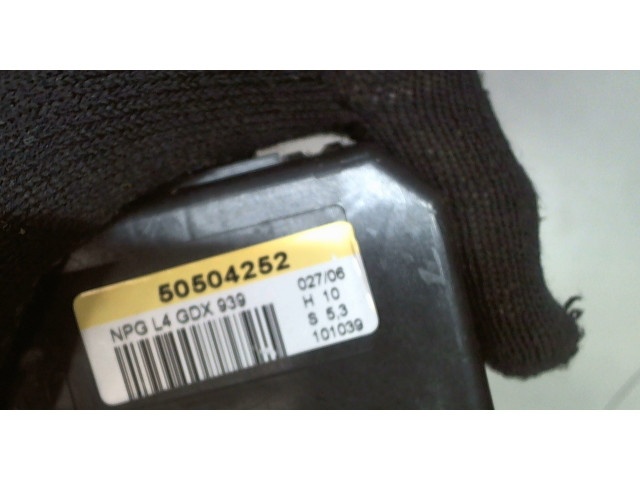 50504252
NPG L4 GDX 939
027/06
H 10
S 5,3
101039